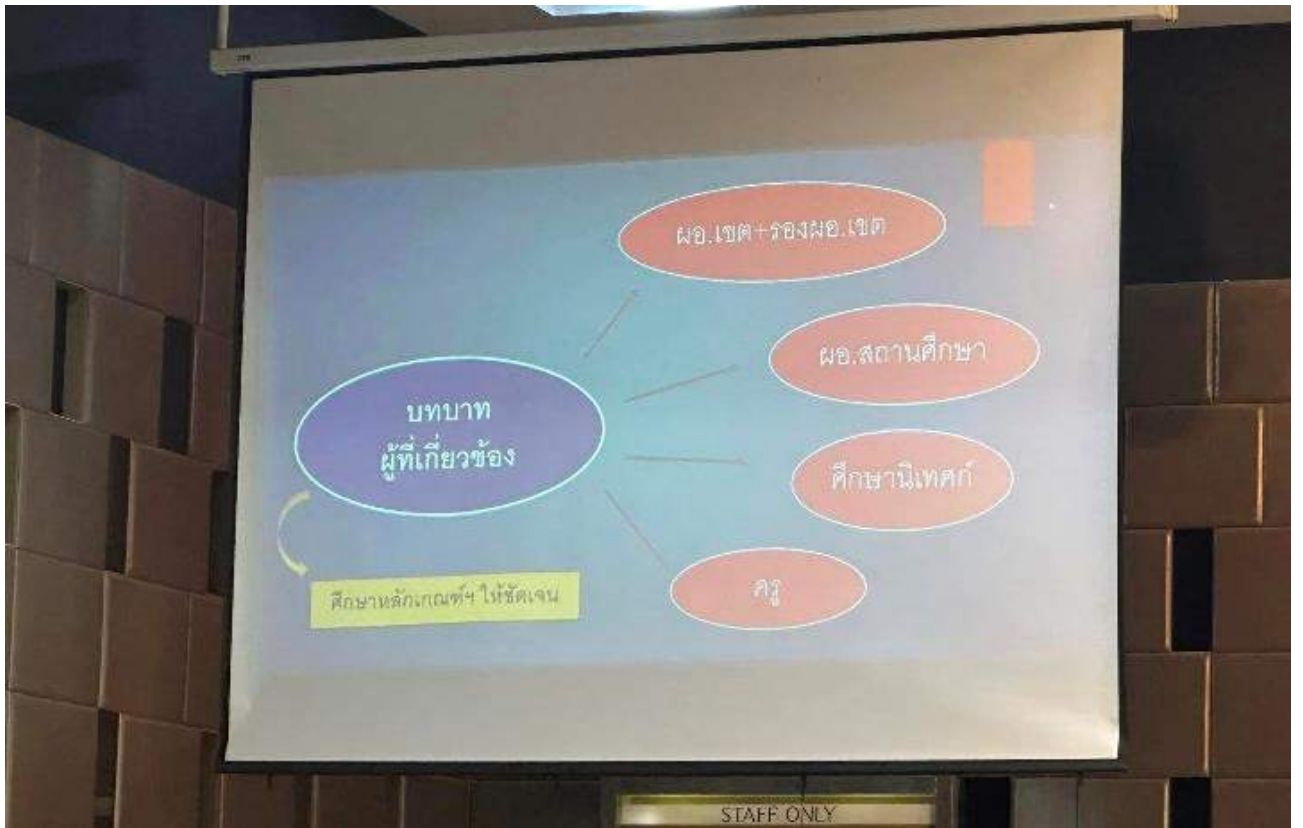 ผอ.เขต+รองผอ.เขต
ผอ.สถานศึกษา
บทบาท
ผู้ที่เกี่ยวข้อง
ศึกษานิเทศก์
ครู
ศึกษาหลักเกณฑ์ฯ ให้ชัดเจน
STAFF ONLY